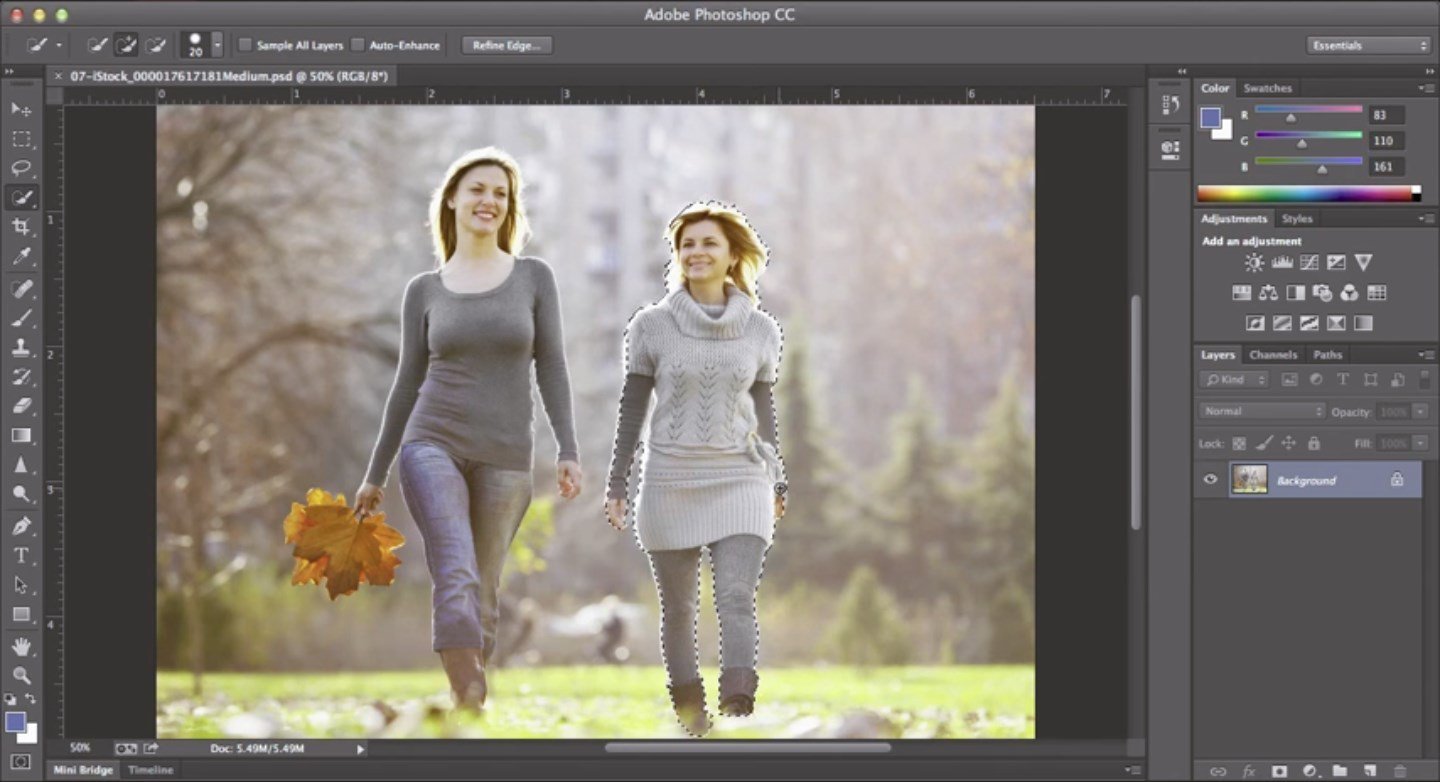 Adobe Photoshop CC
20 Sample All Layers Auto-Enhance Refine Edge... Essentials
× 07-iStock_000017617181Medium.psd @ 50% (RGB/8*)
0 1 2 3 4 5 6 7
1
2
3
4
Color Swatches
R 83
G 110
B 161
Adjustments Styles
Add an adjustment
Layers Channels Paths
Kind
Normal Opacity: 100%
Lock: Fill: 100%
Background
50% Doc: 5.49M/5.49M
Mini Bridge Timeline